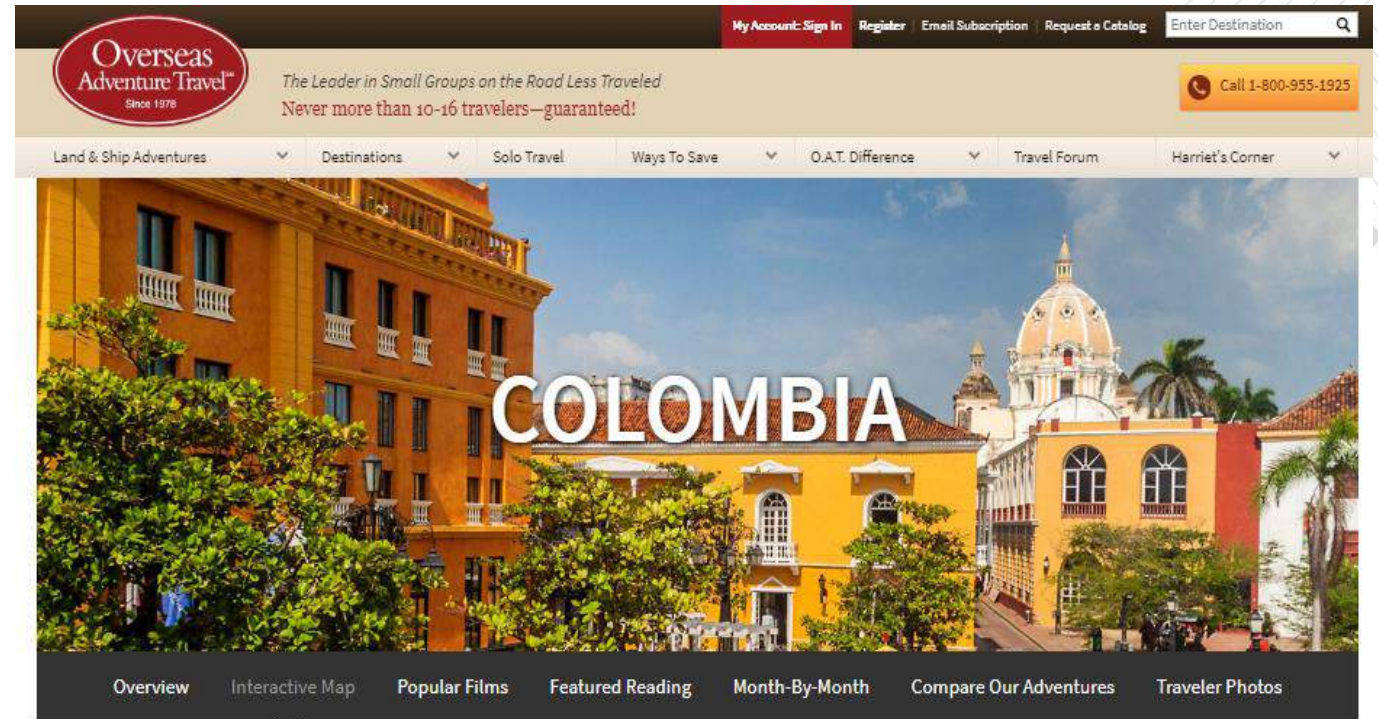 My Account: Sign In Register Email Subscription Request a Catalog Enter Destination
Overseas
Adventure Travel℠
Since 1978
The Leader in Small Groups on the Road Less Traveled
Never more than 10-16 travelers—guaranteed!
Call 1-800-955-1925
Land & Ship Adventures Destinations Solo Travel Ways To Save O.A.T. Difference Travel Forum Harriet's Corner
COLOMBIA
Overview Interactive Map Popular Films Featured Reading Month-By-Month Compare Our Adventures Traveler Photos